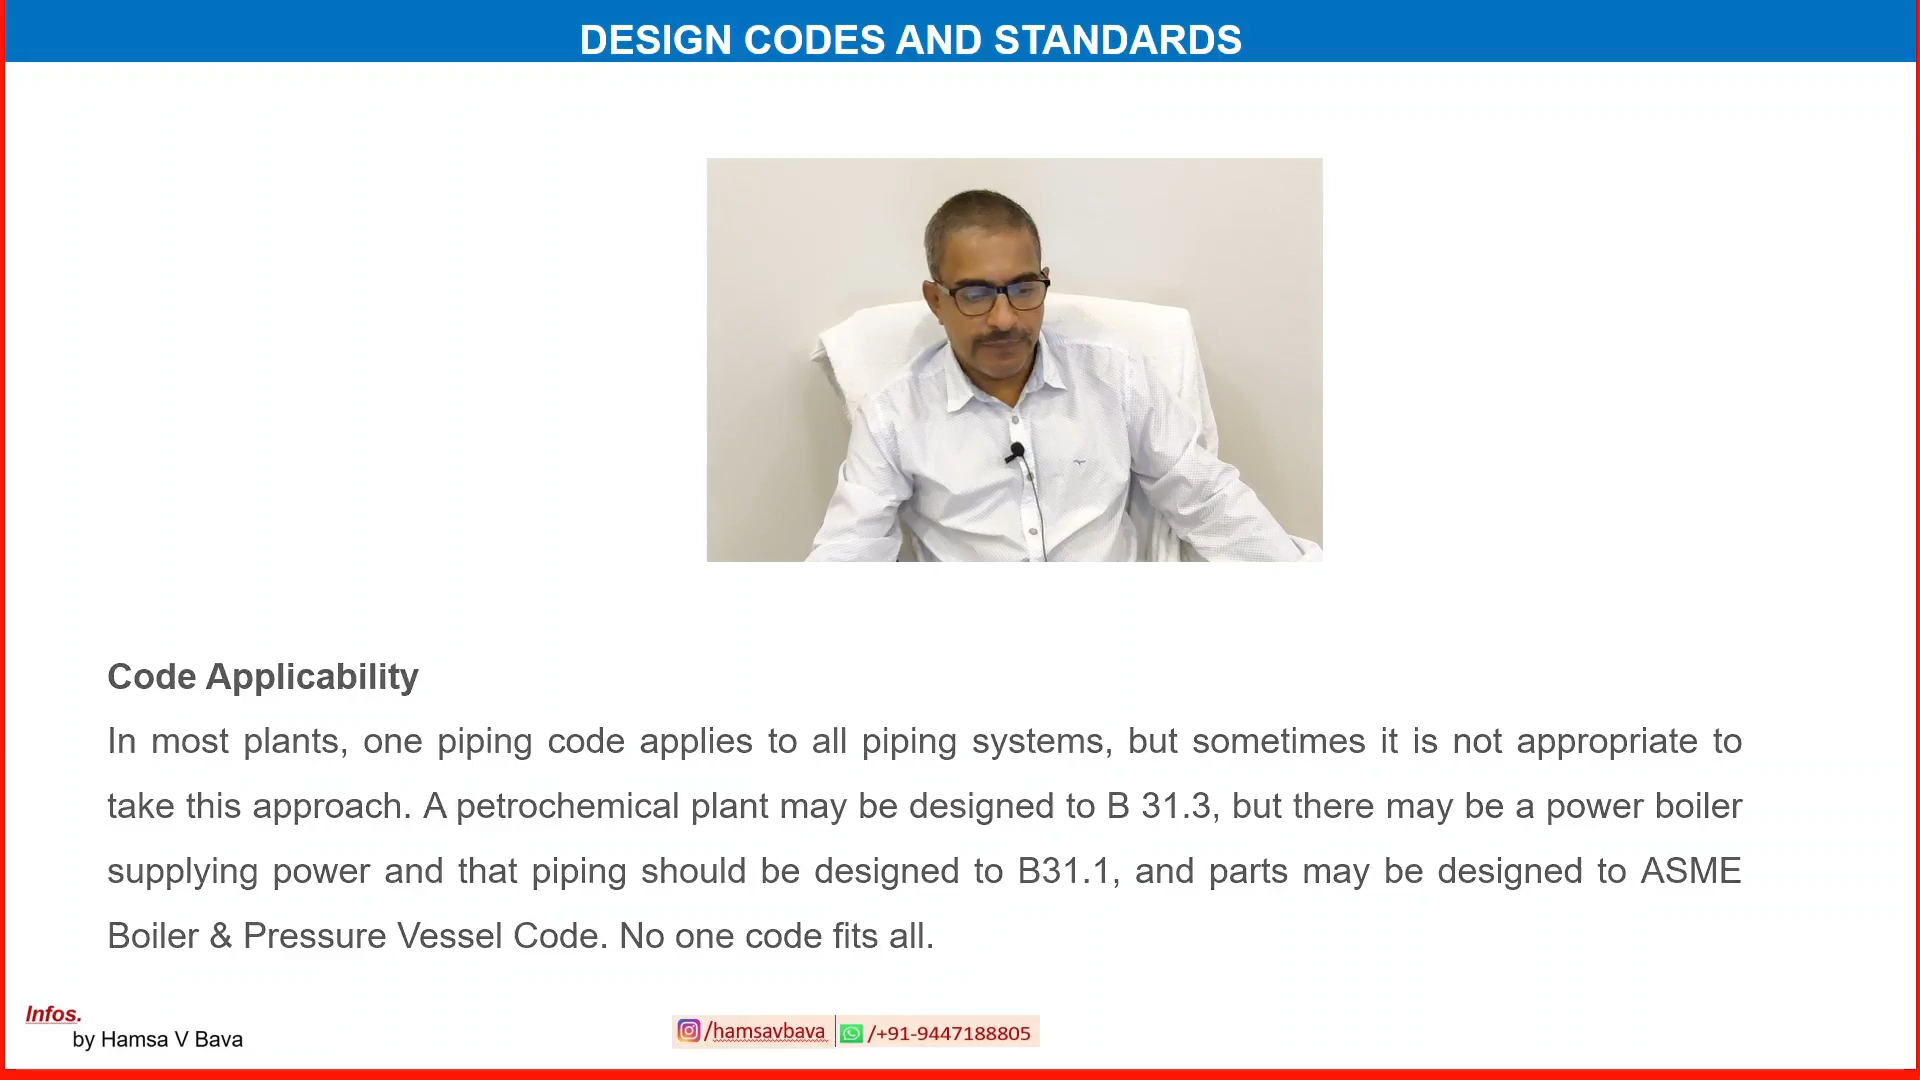 DESIGN CODES AND STANDARDS
Code Applicability
In most plants, one piping code applies to all piping systems, but sometimes it is not appropriate to
take this approach. A petrochemical plant may be designed to B 31.3, but there may be a power boiler
supplying power and that piping should be designed to B31.1, and parts may be designed to ASME
Boiler & Pressure Vessel Code. No one code fits all.
Infos.
by Hamsa V Bava
/hamsavbava
/+91-9447188805